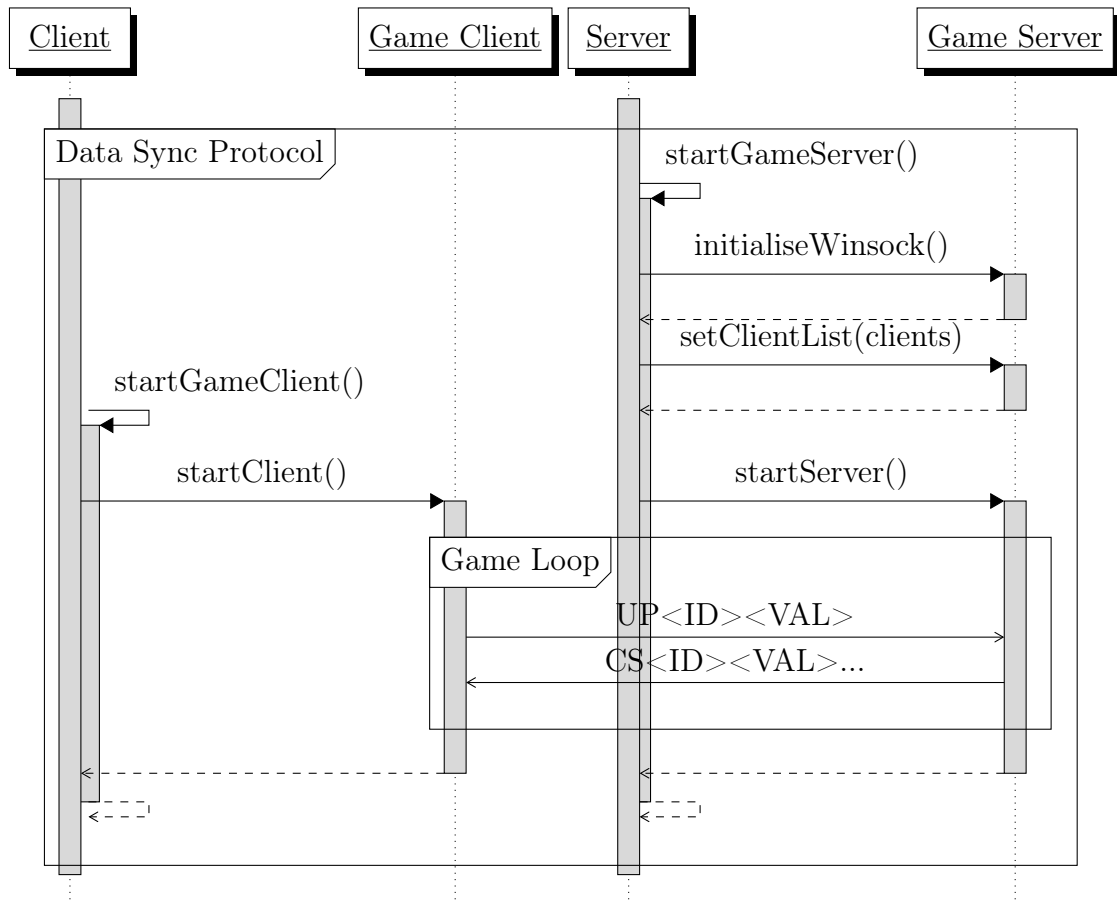 Client
Game Client
Server
Game Server
Data Sync Protocol
startGameServer()
initialiseWinsock()
setClientList(clients)
startGameClient()
startClient()
startServer()
Game Loop
UP<ID><VAL>
CS<ID><VAL>...